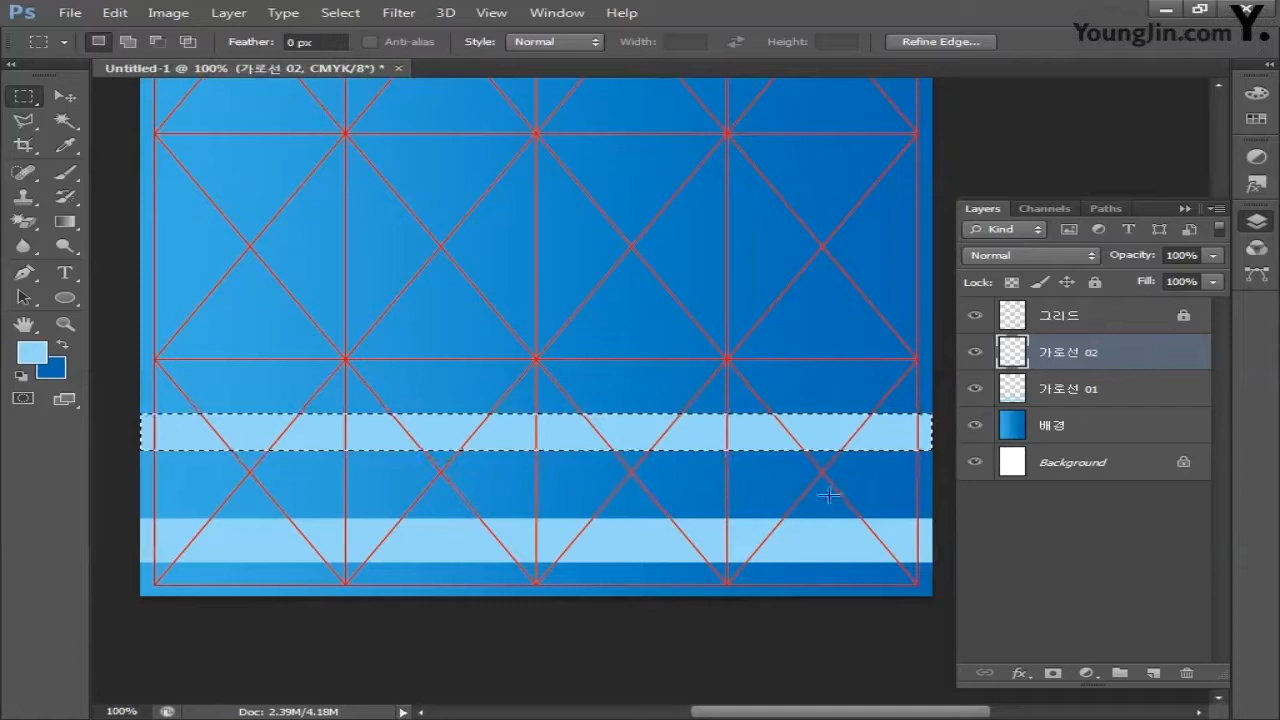 Ps File Edit Image Layer Type Select Filter 3D View Window Help
Y.
YoungJin.com
Feather: 0 px Anti-alias Style: Normal Width: Height: Refine Edge...
Untitled-1 @ 100% (가로선 02, CMYK/8*) * ×
Layers Channels Paths
Kind
Normal Opacity: 100%
Lock: Fill: 100%
그리드
가로선 02
가로선 01
배경
Background
fx
100% Doc: 2.39M/4.18M